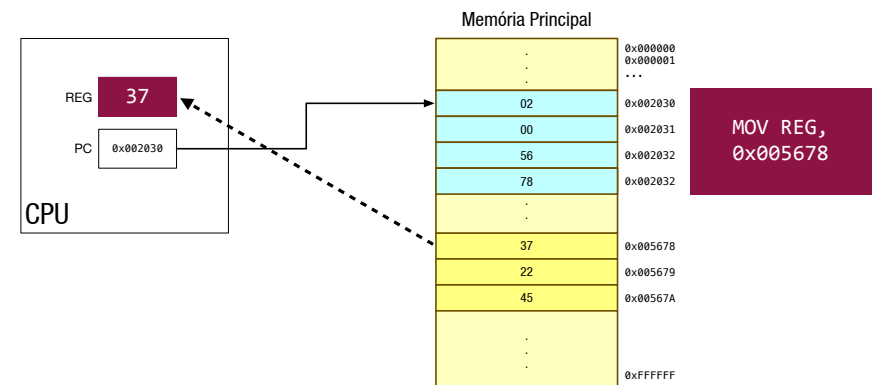 Memória Principal
REG
37
PC
0x002030
CPU
.
.
.
0x000000
0x000001
...
02
0x002030
00
0x002031
56
0x002032
78
0x002032
.
.
37
0x005678
22
0x005679
45
0x00567A
.
.
.
0xFFFFFF
MOV REG,
0x005678